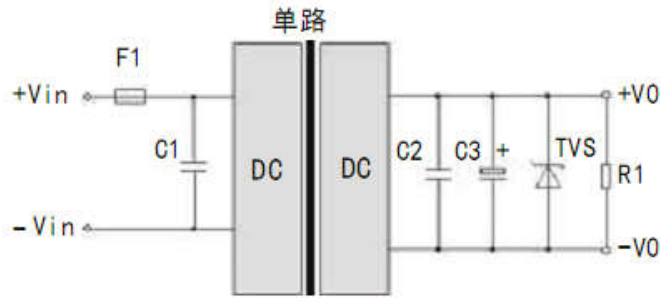 单路
F1
+Vin
C1
-Vin
DC
DC
C2
C3
+
TVS
R1
+V0
-V0